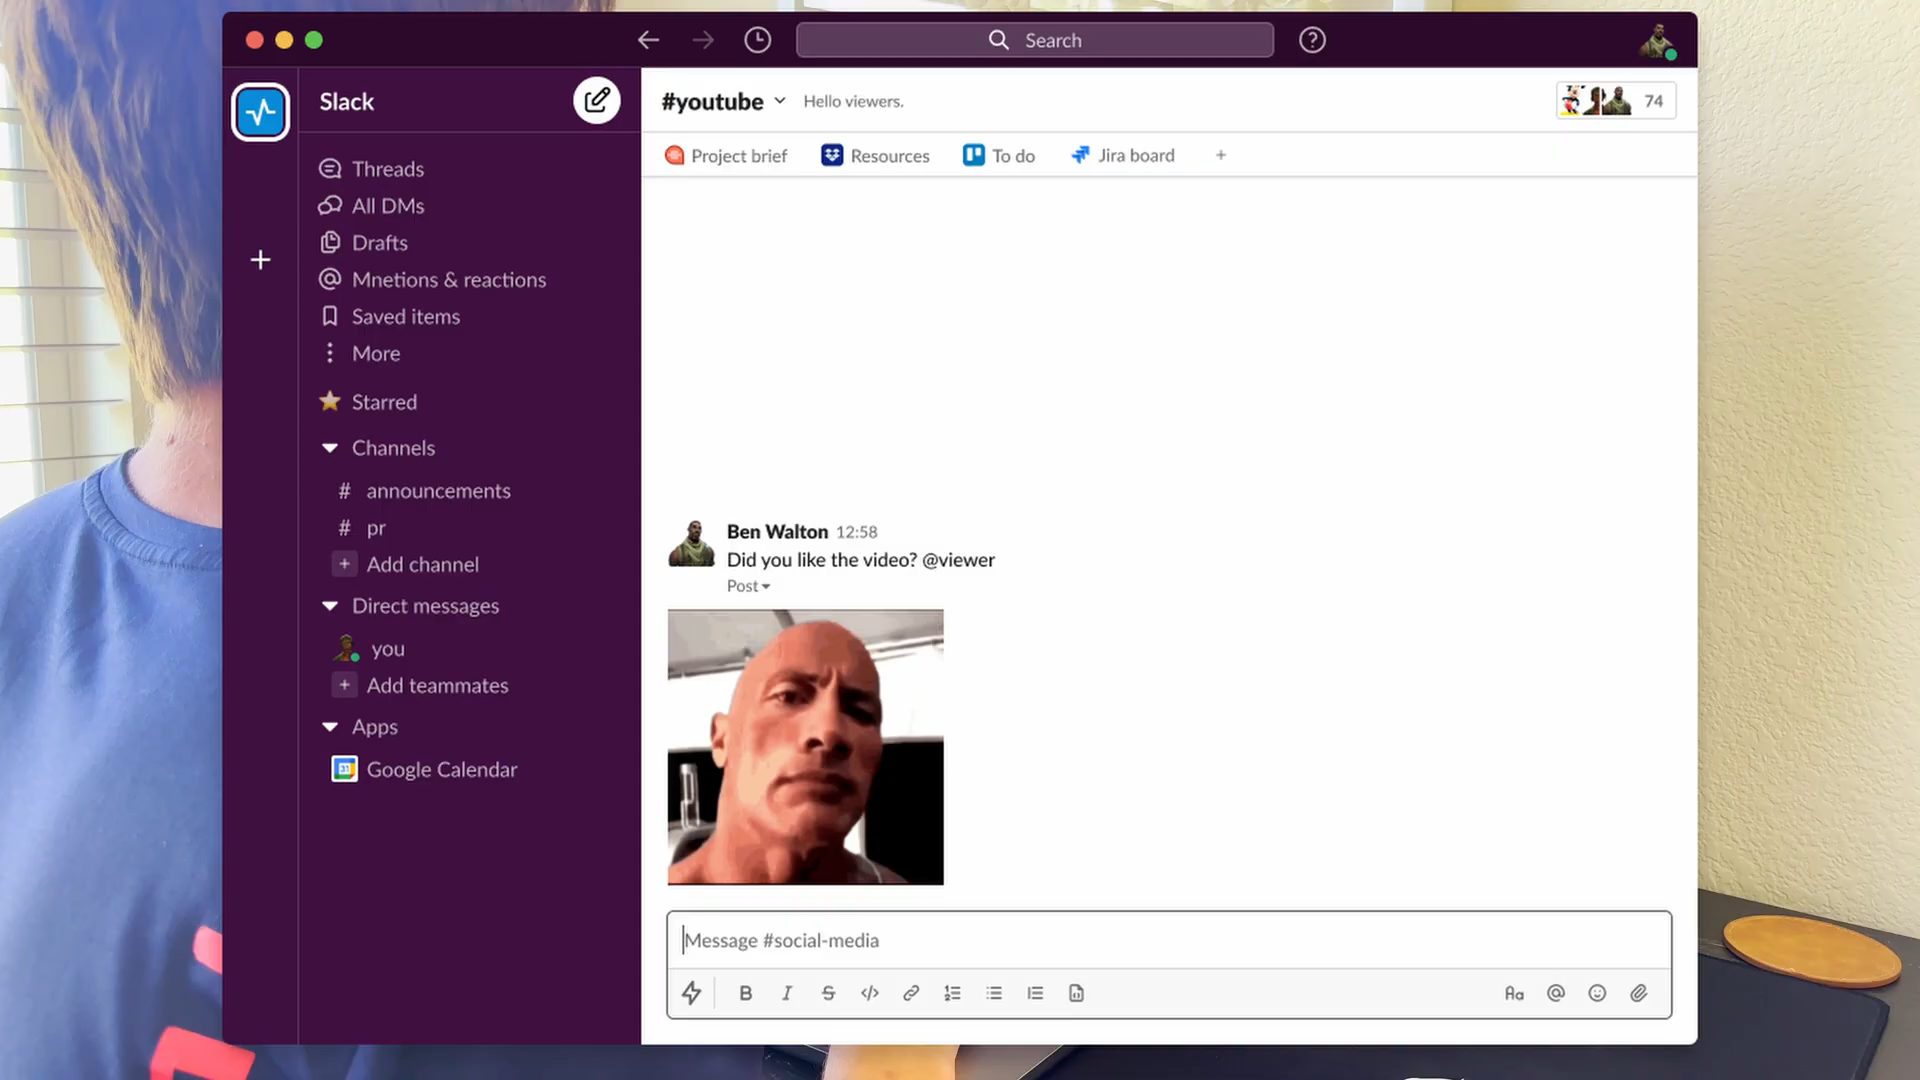 Search
Slack
#youtube
Hello viewers.
74
Project brief
Resources
To do
Jira board
+
Threads
All DMs
Drafts
Mnetions & reactions
Saved items
More
Starred
Channels
# announcements
# pr
+ Add channel
Direct messages
you
+ Add teammates
Apps
31 Google Calendar
Ben Walton 12:58
Did you like the video? @viewer
Post
Message #social-media
B I S </> Aa @